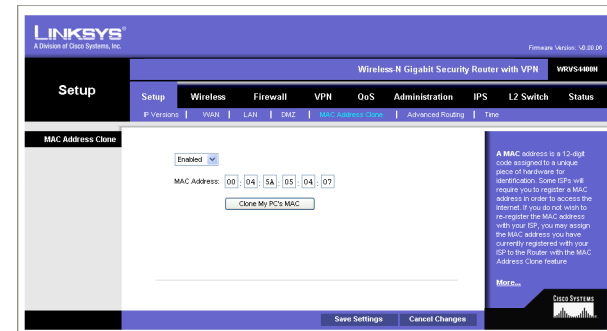 LINKSYS®
A Division of Cisco Systems, Inc.
Firmware Version: V0.00.06
Wireless-N Gigabit Security Router with VPN WRVS4400N
Setup
Setup Wireless Firewall VPN QoS Administration IPS L2 Switch Status
IP Versions | WAN | LAN | DMZ | MAC Address Clone | Advanced Routing | Time
MAC Address Clone
Enabled
MAC Address: 00 : 04 : 5A : 05 : 04 : 07
Clone My PC's MAC
A MAC address is a 12-digit
code assigned to a unique
piece of hardware for
identification. Some ISPs will
require you to register a MAC
address in order to access the
Internet. If you do not wish to
re-register the MAC address
with your ISP, you may assign
the MAC address you have
currently registered with your
ISP to the Router with the MAC
Address Clone feature
More...
Save Settings Cancel Changes
CISCO SYSTEMS